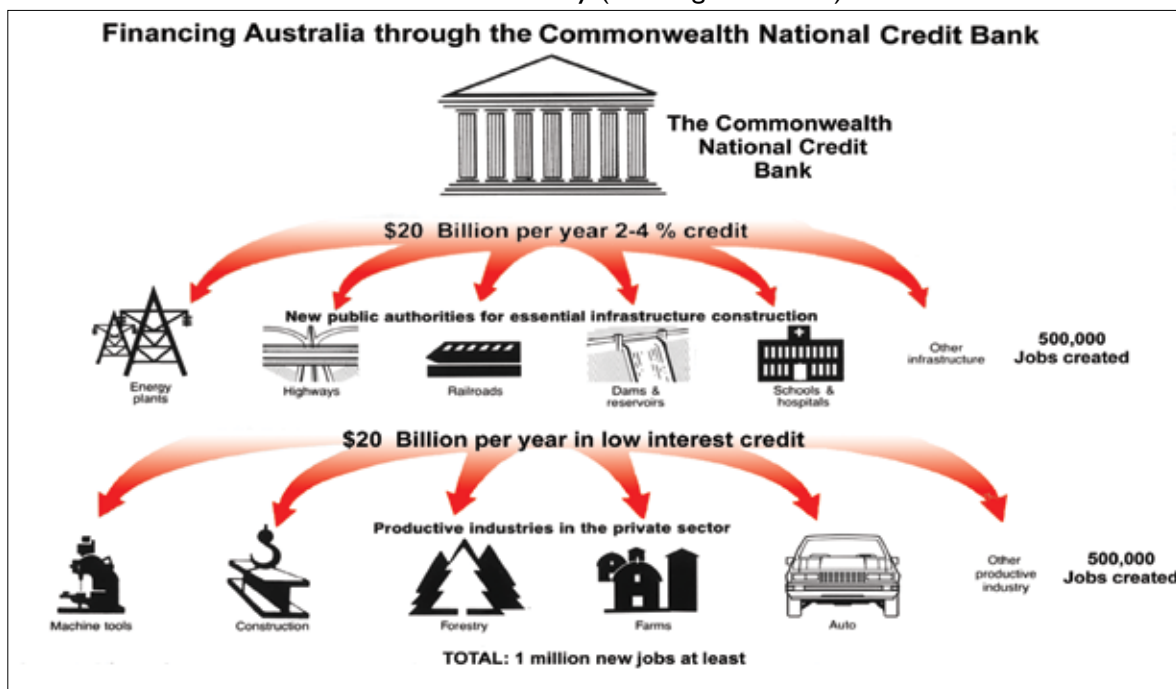 Financing Australia through the Commonwealth National Credit Bank
The Commonwealth
National Credit
Bank
$20 Billion per year 2-4 % credit
New public authorities for essential infrastructure construction
Energy
plants
Highways
Railroads
Dams &
reservoirs
Schools &
hospitals
Other
infrastructure
500,000
Jobs created
$20 Billion per year in low interest credit
Productive industries in the private sector
Machine tools
Construction
Forestry
Farms
Auto
Other
productive
industry
500,000
Jobs created
TOTAL: 1 million new jobs at least